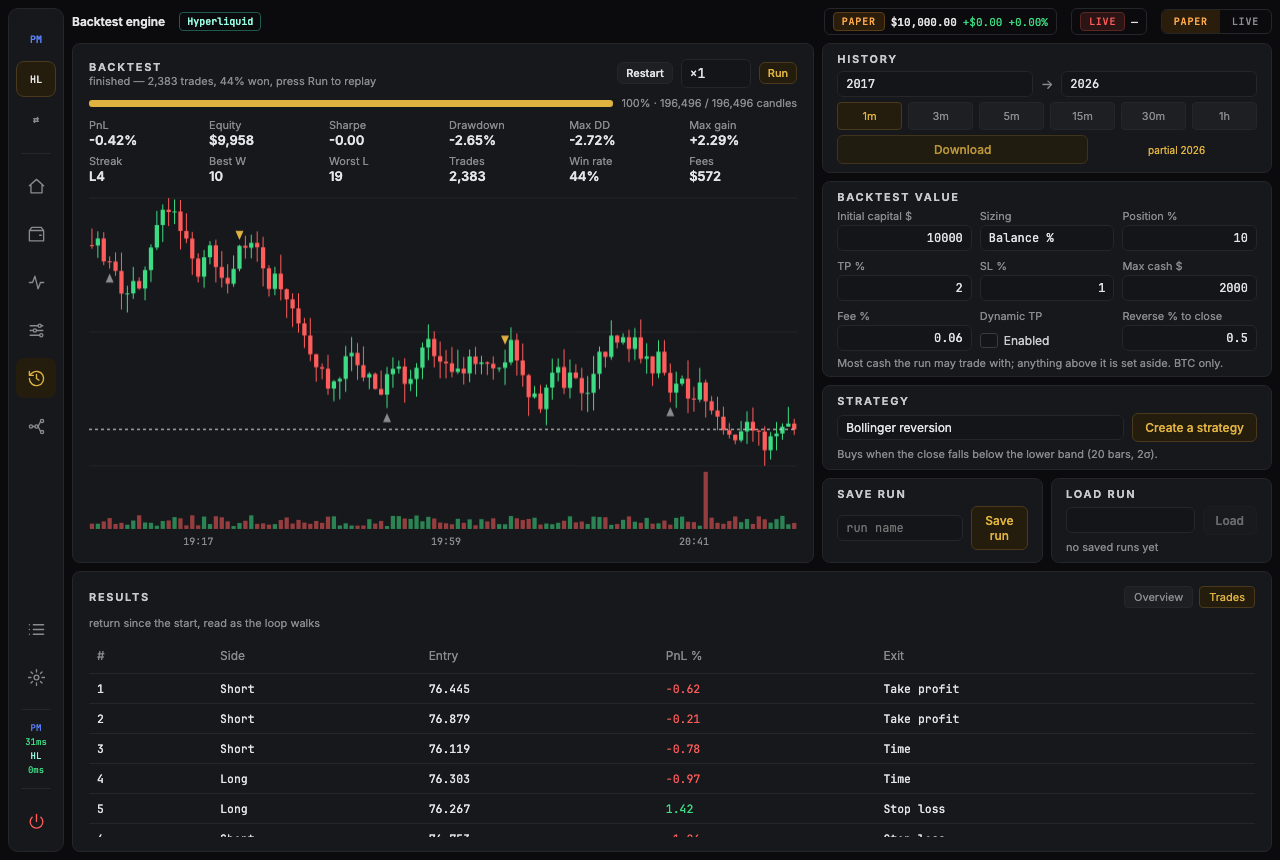 Backtest engine Hyperliquid PAPER $10,000.00 +$0.00 +0.00% LIVE – PAPER LIVE
PM
HL
BACKTEST
finished — 2,383 trades, 44% won, press Run to replay
Restart ×1 Run
100% · 196,496 / 196,496 candles
PnL Equity Sharpe Drawdown Max DD Max gain
-0.42% $9,958 -0.00 -2.65% -2.72% +2.29%
Streak Best W Worst L Trades Win rate Fees
L4 10 19 2,383 44% $572
19:17 19:59 20:41
HISTORY
2017 → 2026
1m 3m 5m 15m 30m 1h
Download partial 2026
BACKTEST VALUE
Initial capital $ Sizing Position %
10000 Balance % 10
TP % SL % Max cash $
2 1 2000
Fee % Dynamic TP Reverse % to close
0.06 Enabled 0.5
Most cash the run may trade with; anything above it is set aside. BTC only.
STRATEGY
Bollinger reversion Create a strategy
Buys when the close falls below the lower band (20 bars, 2σ).
SAVE RUN
run name Save run
LOAD RUN
Load
no saved runs yet
RESULTS Overview Trades
return since the start, read as the loop walks
# Side Entry PnL % Exit
1 Short 76.445 -0.62 Take profit
2 Short 76.879 -0.21 Take profit
3 Short 76.119 -0.78 Time
4 Long 76.303 -0.97 Time
5 Long 76.267 1.42 Stop loss
PM
31ms
HL
0ms